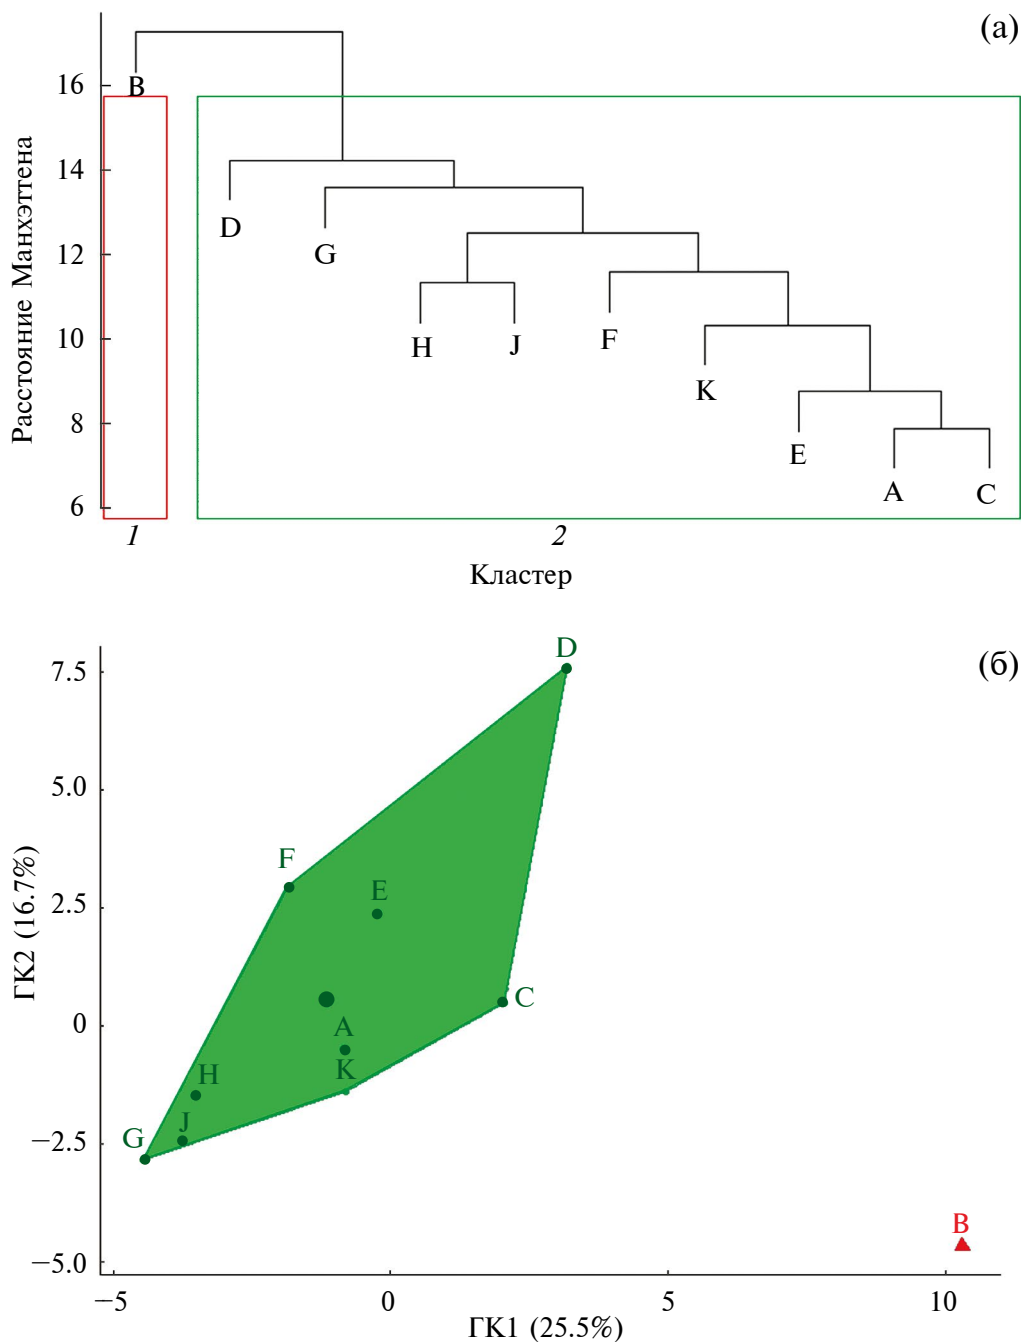 (а)
Расстояние Манхэттена
16
14
12
10
8
6
B
D
G
H
J
F
K
E
A
C
1
2
Кластер
(б)
ГК2 (16.7%)
7.5
5.0
2.5
0
−2.5
−5.0
D
F
E
C
A
K
H
J
G
B
−5
0
5
10
ГК1 (25.5%)